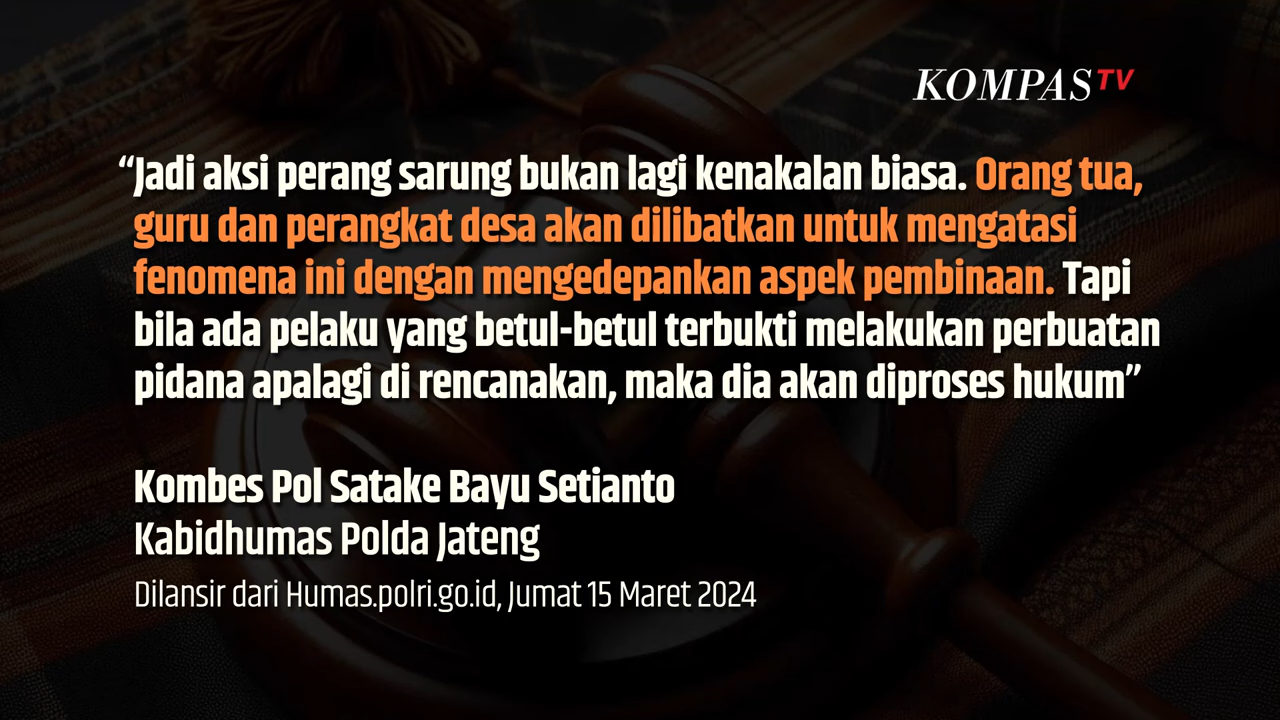 KOMPASTV
“Jadi aksi perang sarung bukan lagi kenakalan biasa. Orang tua,
guru dan perangkat desa akan dilibatkan untuk mengatasi
fenomena ini dengan mengedepankan aspek pembinaan. Tapi
bila ada pelaku yang betul-betul terbukti melakukan perbuatan
pidana apalagi di rencanakan, maka dia akan diproses hukum”
Kombes Pol Satake Bayu Setianto
Kabidhumas Polda Jateng
Dilansir dari Humas.polri.go.id, Jumat 15 Maret 2024